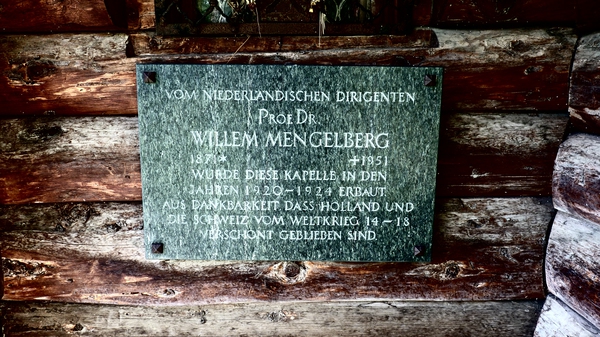 VOM NIEDERLÄNDISCHEN DIRIGENTEN
PROF. DR.
WILLEM MENGELBERG
1871* +1951
WURDE DIESE KAPELLE IN DEN
JAHREN 1920–1924 ERBAUT
AUS DANKBARKEIT DASS HOLLAND UND
DIE SCHWEIZ VOM WELTKRIEG 14–18
VERSCHONT GEBLIEBEN SIND.